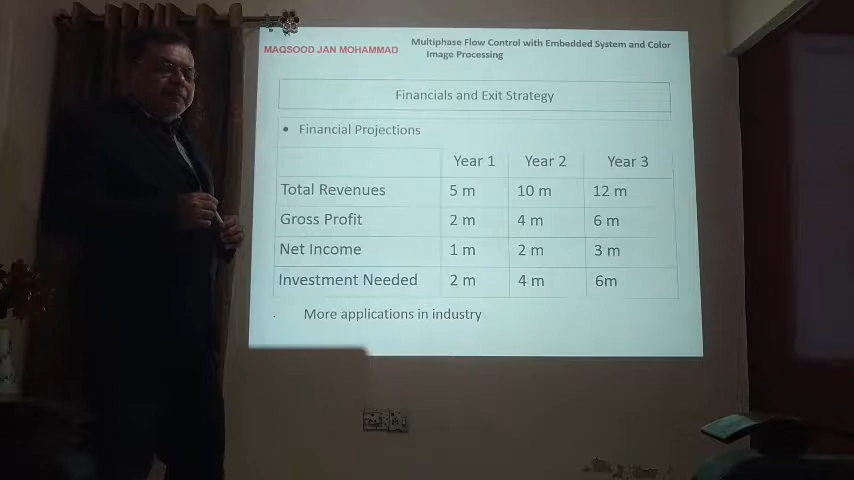 MAQSOOD JAN MOHAMMAD
Multiphase Flow Control with Embedded System and Color
Image Processing
Financials and Exit Strategy
• Financial Projections
Year 1 Year 2 Year 3
Total Revenues 5 m 10 m 12 m
Gross Profit 2 m 4 m 6 m
Net Income 1 m 2 m 3 m
Investment Needed 2 m 4 m 6m
. More applications in industry